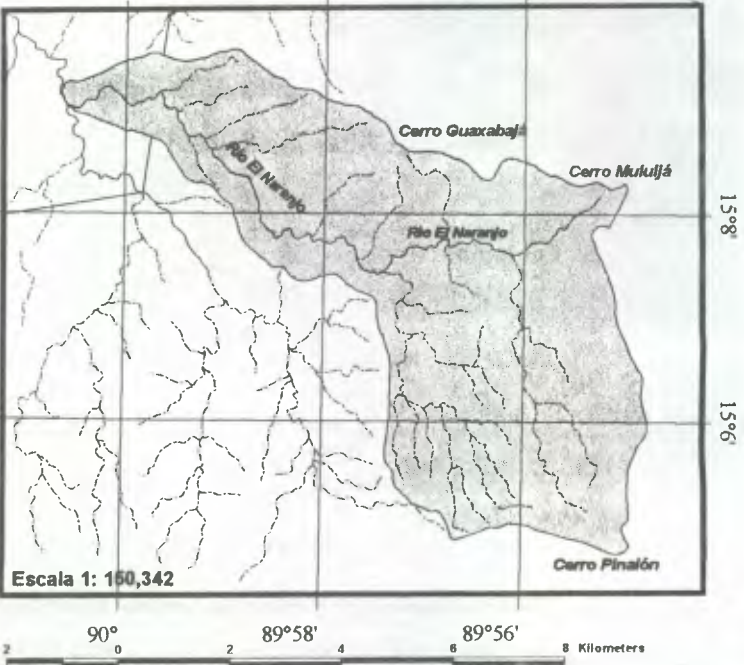 Cerro Guaxabajá
Cerro Mululjá
Río El Naranjo
15°8'
Río El Naranjo
15°6'
Cerro Pinalón
Escala 1: 150,342
90°
89°58'
89°56'
2 0 2 4 6 8 Kilometers